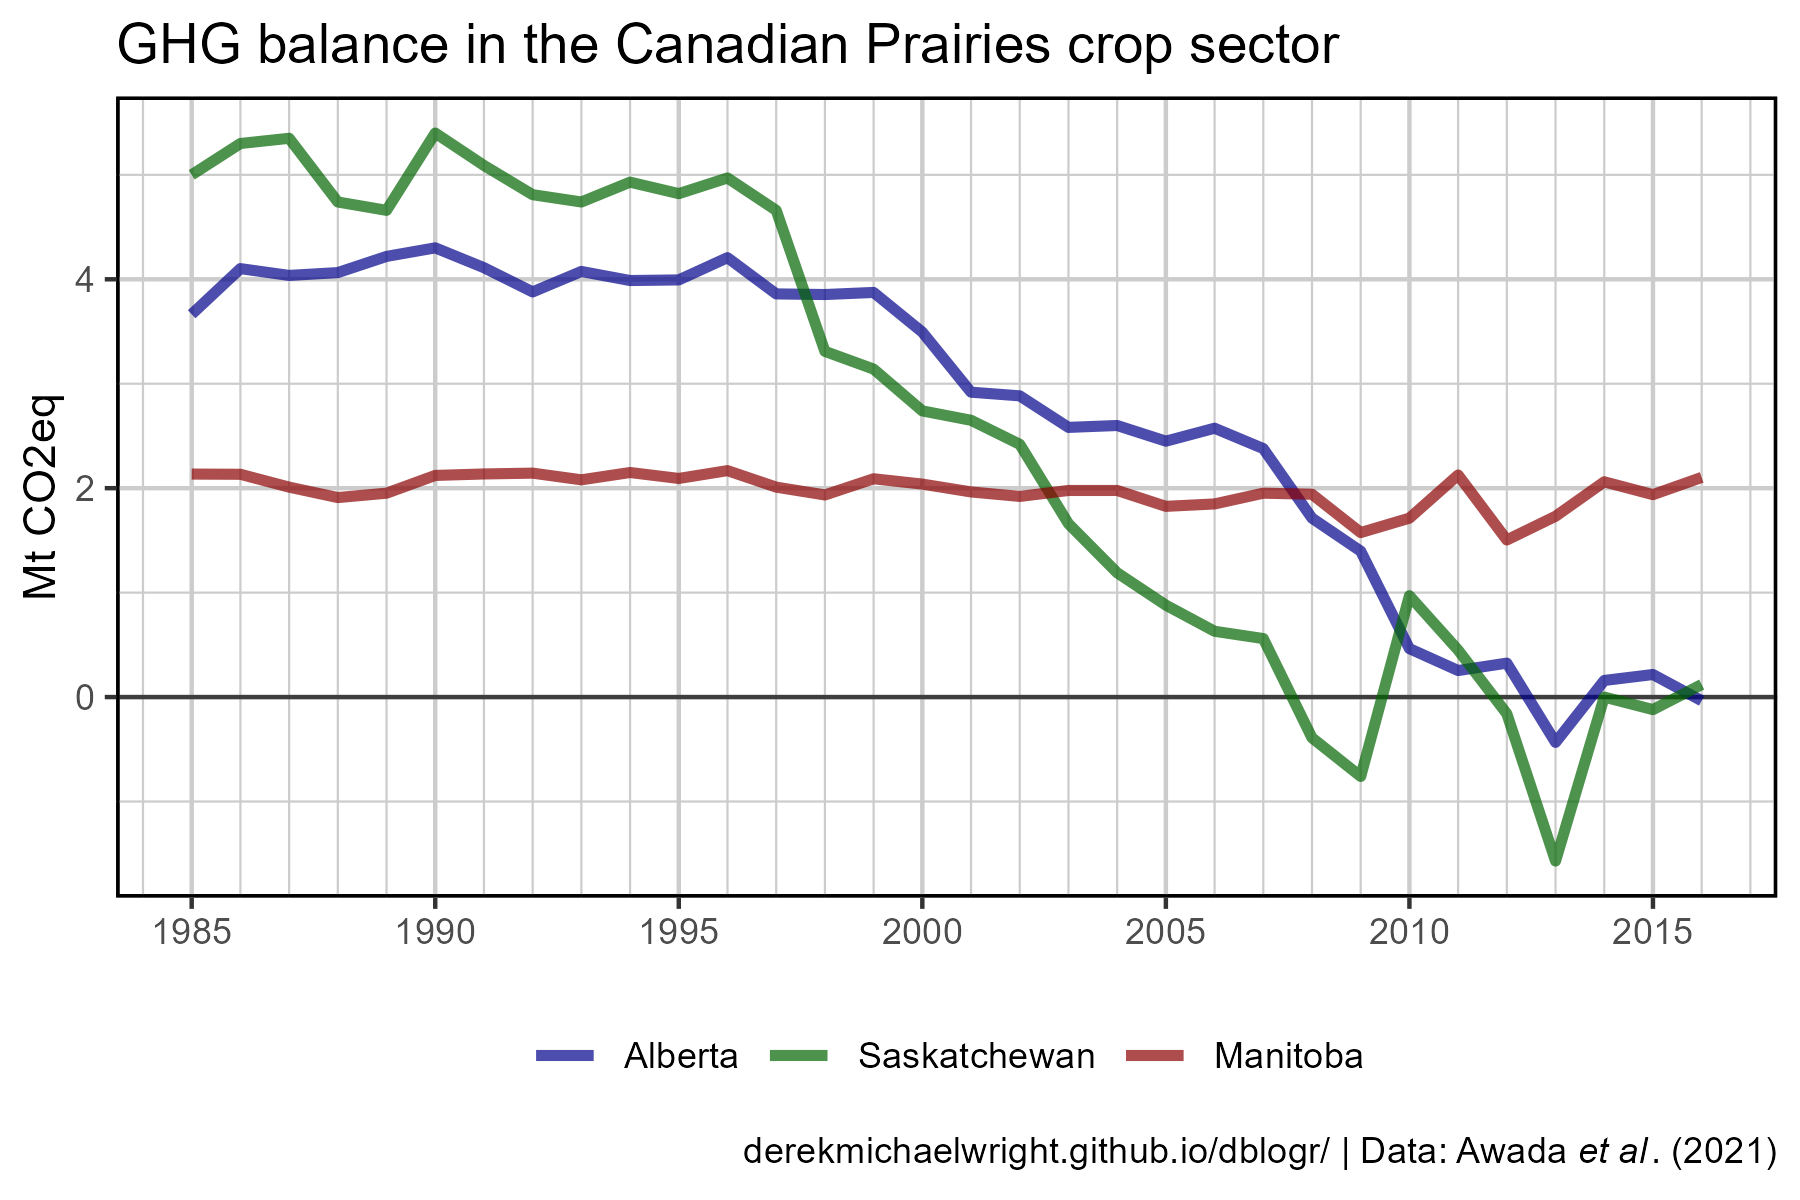 GHG balance in the Canadian Prairies crop sector
Mt CO2eq
4
2
0
1985 1990 1995 2000 2005 2010 2015
Alberta Saskatchewan Manitoba
derekmichaelwright.github.io/dblogr/ | Data: Awada et al. (2021)